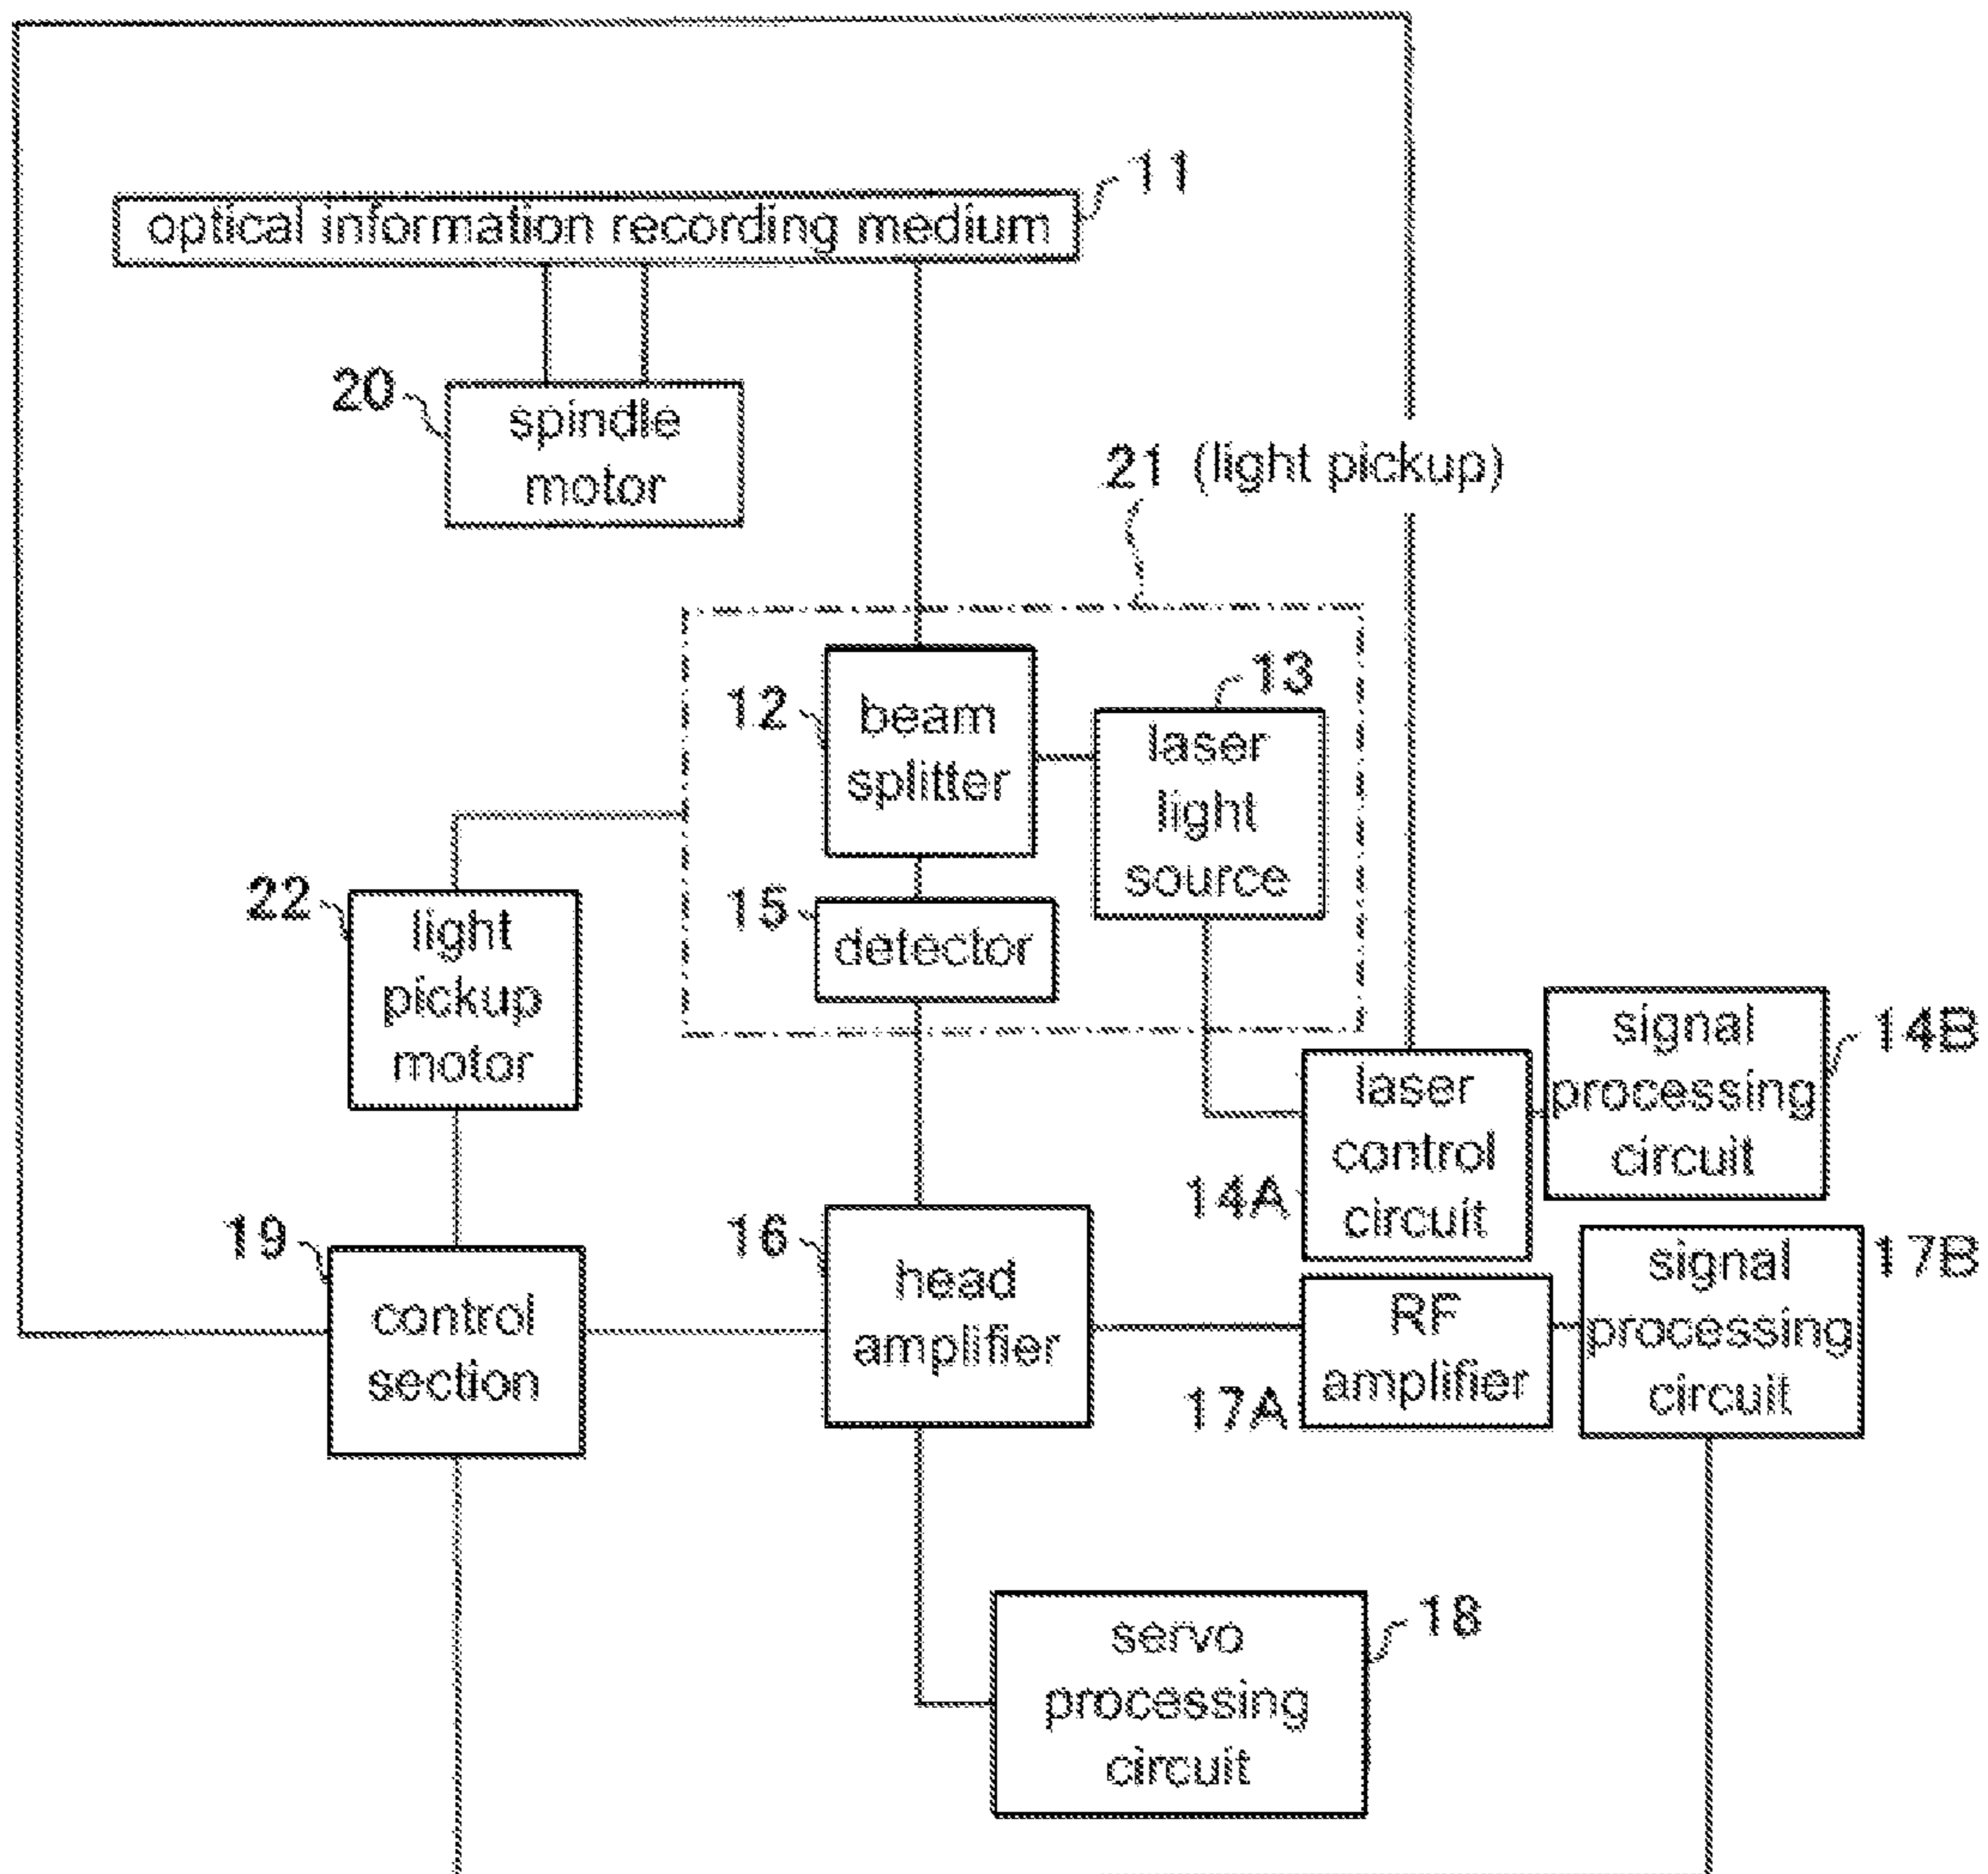 11
optical information recording medium
20
spindle
motor
21 (light pickup)
12
beam
splitter
13
laser
light
source
22
light
pickup
motor
15
detector
signal
processing
circuit
14B
laser
control
circuit
14A
19
control
section
16
head
amplifier
RF
amplifier
17A
signal
processing
circuit
17B
servo
processing
circuit
18